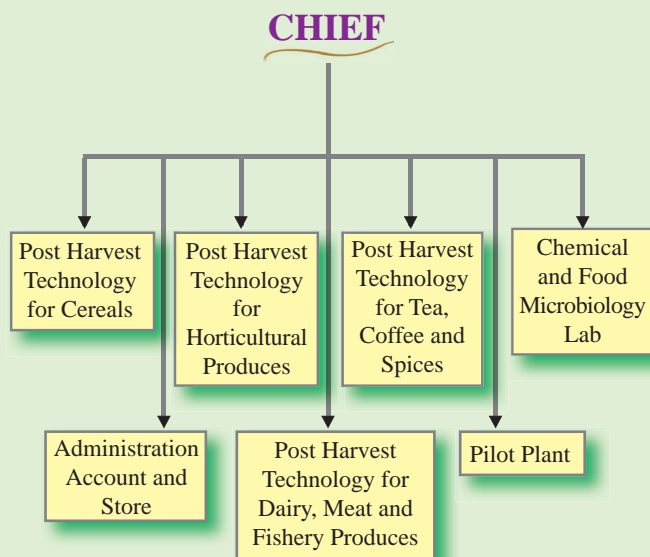 CHIEF
Post Harvest
Technology
for Cereals
Post Harvest
Technology
for
Horticultural
Produces
Post Harvest
Technology
for Tea,
Coffee and
Spices
Chemical
and Food
Microbiology
Lab
Administration
Account and
Store
Post Harvest
Technology for
Dairy, Meat and
Fishery Produces
Pilot Plant